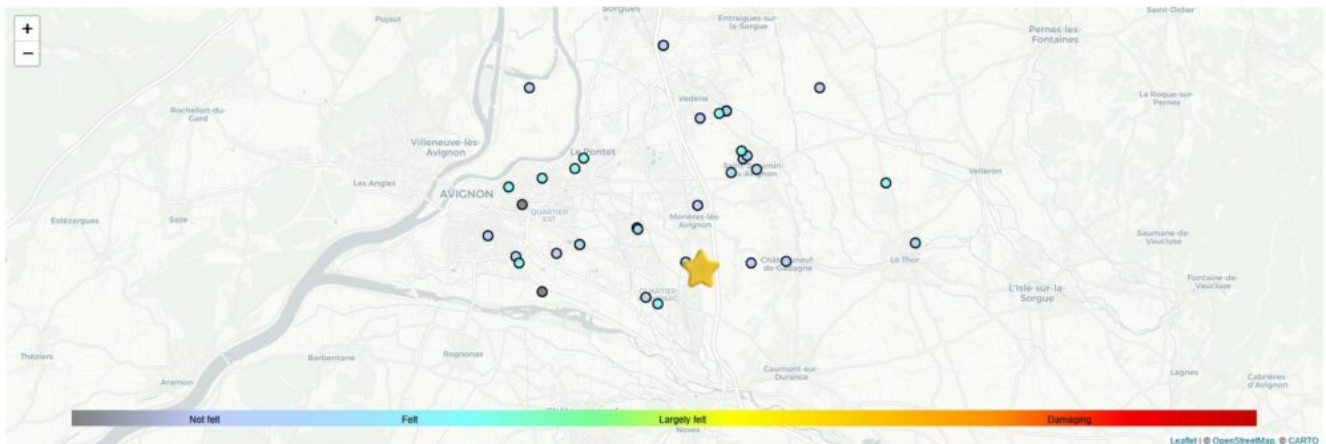 +
−
Pujaut
Sorgues
Entraigues-sur-
la-Sorgue
Saint-Didier
Pernes-les-
Fontaines
Rochefort-du-
Gard
Vedène
La Roque-sur-
Pernes
Villeneuve-lès-
Avignon
Le Pontet
Les Angles
Velleron
AVIGNON
QUARTIER
EST
Morières-lès-
Avignon
Estézargues
Saze
Saumane-de-
Vaucluse
Châteauneuf-
de-Gadagne
Le Thor
Fontaine-de-
Vaucluse
L'Isle-sur-la-
Sorgue
QUARTIER
Théziers
Barbentane
Rognonas
Caumont-sur-
Durance
Aramon
Lagnes
Cabrières-
d'Avignon
Not felt Felt Largely felt Damaging
Noves
Leaflet | © OpenStreetMap, © CARTO